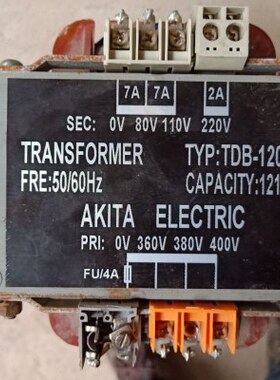 7A 7A 2A
SEC: 0V 80V 110V 220V
TRANSFORMER TYP:TDB-120
FRE:50/60Hz CAPACITY:121
AKITA ELECTRIC
PRI: 0V 360V 380V 400V
FU/4A